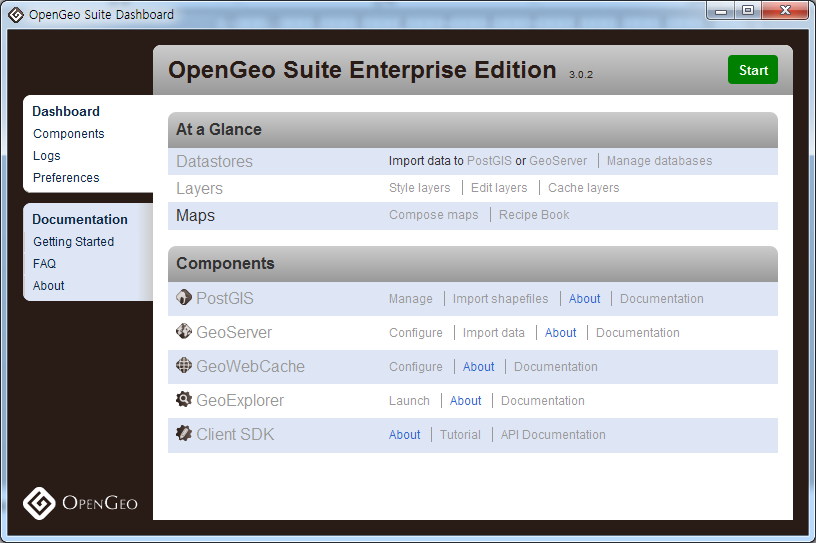 OpenGeo Suite Dashboard
OpenGeo Suite Enterprise Edition 3.0.2
Start
Dashboard
Components
Logs
Preferences
Documentation
Getting Started
FAQ
About
At a Glance
Datastores Import data to PostGIS or GeoServer Manage databases
Layers Style layers Edit layers Cache layers
Maps Compose maps Recipe Book
Components
PostGIS Manage Import shapefiles About Documentation
GeoServer Configure Import data About Documentation
GeoWebCache Configure About Documentation
GeoExplorer Launch About Documentation
Client SDK About Tutorial API Documentation
OpenGeo